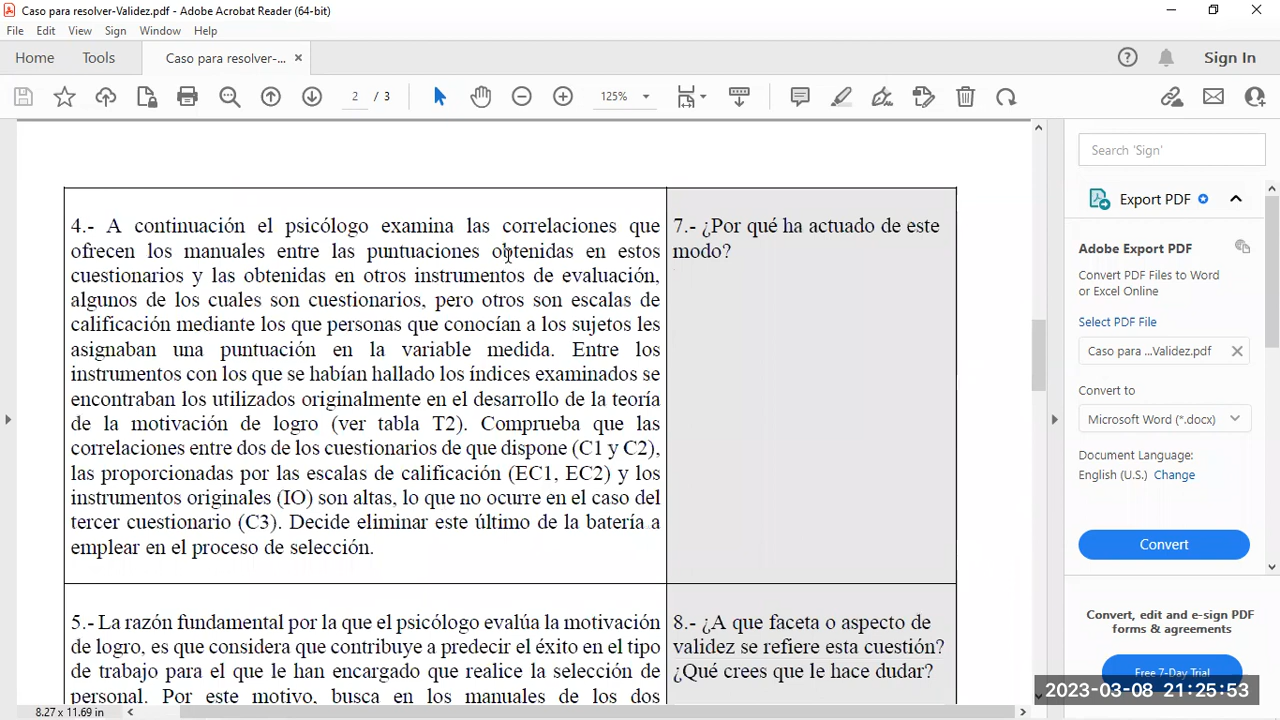 Caso para resolver-Validez.pdf - Adobe Acrobat Reader (64-bit)
File Edit View Sign Window Help
Home Tools Caso para resolver-... × Sign In
2 / 3 125%
4.- A continuación el psicólogo examina las correlaciones que
ofrecen los manuales entre las puntuaciones obtenidas en estos
cuestionarios y las obtenidas en otros instrumentos de evaluación,
algunos de los cuales son cuestionarios, pero otros son escalas de
calificación mediante los que personas que conocían a los sujetos les
asignaban una puntuación en la variable medida. Entre los
instrumentos con los que se habían hallado los índices examinados se
encontraban los utilizados originalmente en el desarrollo de la teoría
de la motivación de logro (ver tabla T2). Comprueba que las
correlaciones entre dos de los cuestionarios de que dispone (C1 y C2),
las proporcionadas por las escalas de calificación (EC1, EC2) y los
instrumentos originales (IO) son altas, lo que no ocurre en el caso del
tercer cuestionario (C3). Decide eliminar este último de la batería a
emplear en el proceso de selección.
7.- ¿Por qué ha actuado de este
modo?
5.- La razón fundamental por la que el psicólogo evalúa la motivación
de logro, es que considera que contribuye a predecir el éxito en el tipo
de trabajo para el que le han encargado que realice la selección de
personal. Por este motivo, busca en los manuales de los dos
8.- ¿A que faceta o aspecto de
validez se refiere esta cuestión?
¿Qué crees que le hace dudar?
8.27 x 11.69 in
Search 'Sign'
Export PDF
Adobe Export PDF
Convert PDF Files to Word
or Excel Online
Select PDF File
Caso para ...Validez.pdf ×
Convert to
Microsoft Word (*.docx)
Document Language:
English (U.S.) Change
Convert
Convert, edit and e-sign PDF
forms & agreements
Free 7-Day Trial
2023-03-08 21:25:53